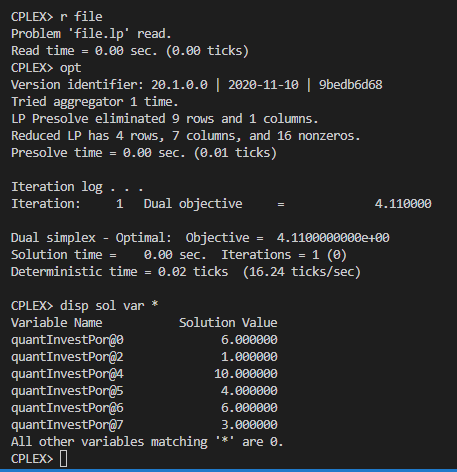 CPLEX> r file
Problem 'file.lp' read.
Read time = 0.00 sec. (0.00 ticks)
CPLEX> opt
Version identifier: 20.1.0.0 | 2020-11-10 | 9bedb6d68
Tried aggregator 1 time.
LP Presolve eliminated 9 rows and 1 columns.
Reduced LP has 4 rows, 7 columns, and 16 nonzeros.
Presolve time = 0.00 sec. (0.01 ticks)
Iteration log . . .
Iteration:     1   Dual objective     =             4.110000
Dual simplex - Optimal:  Objective =  4.1100000000e+00
Solution time =    0.00 sec.  Iterations = 1 (0)
Deterministic time = 0.02 ticks  (16.24 ticks/sec)
CPLEX> disp sol var *
Variable Name           Solution Value
quantInvestPor@0              6.000000
quantInvestPor@2              1.000000
quantInvestPor@4             10.000000
quantInvestPor@5              4.000000
quantInvestPor@6              6.000000
quantInvestPor@7              3.000000
All other variables matching '*' are 0.
CPLEX>